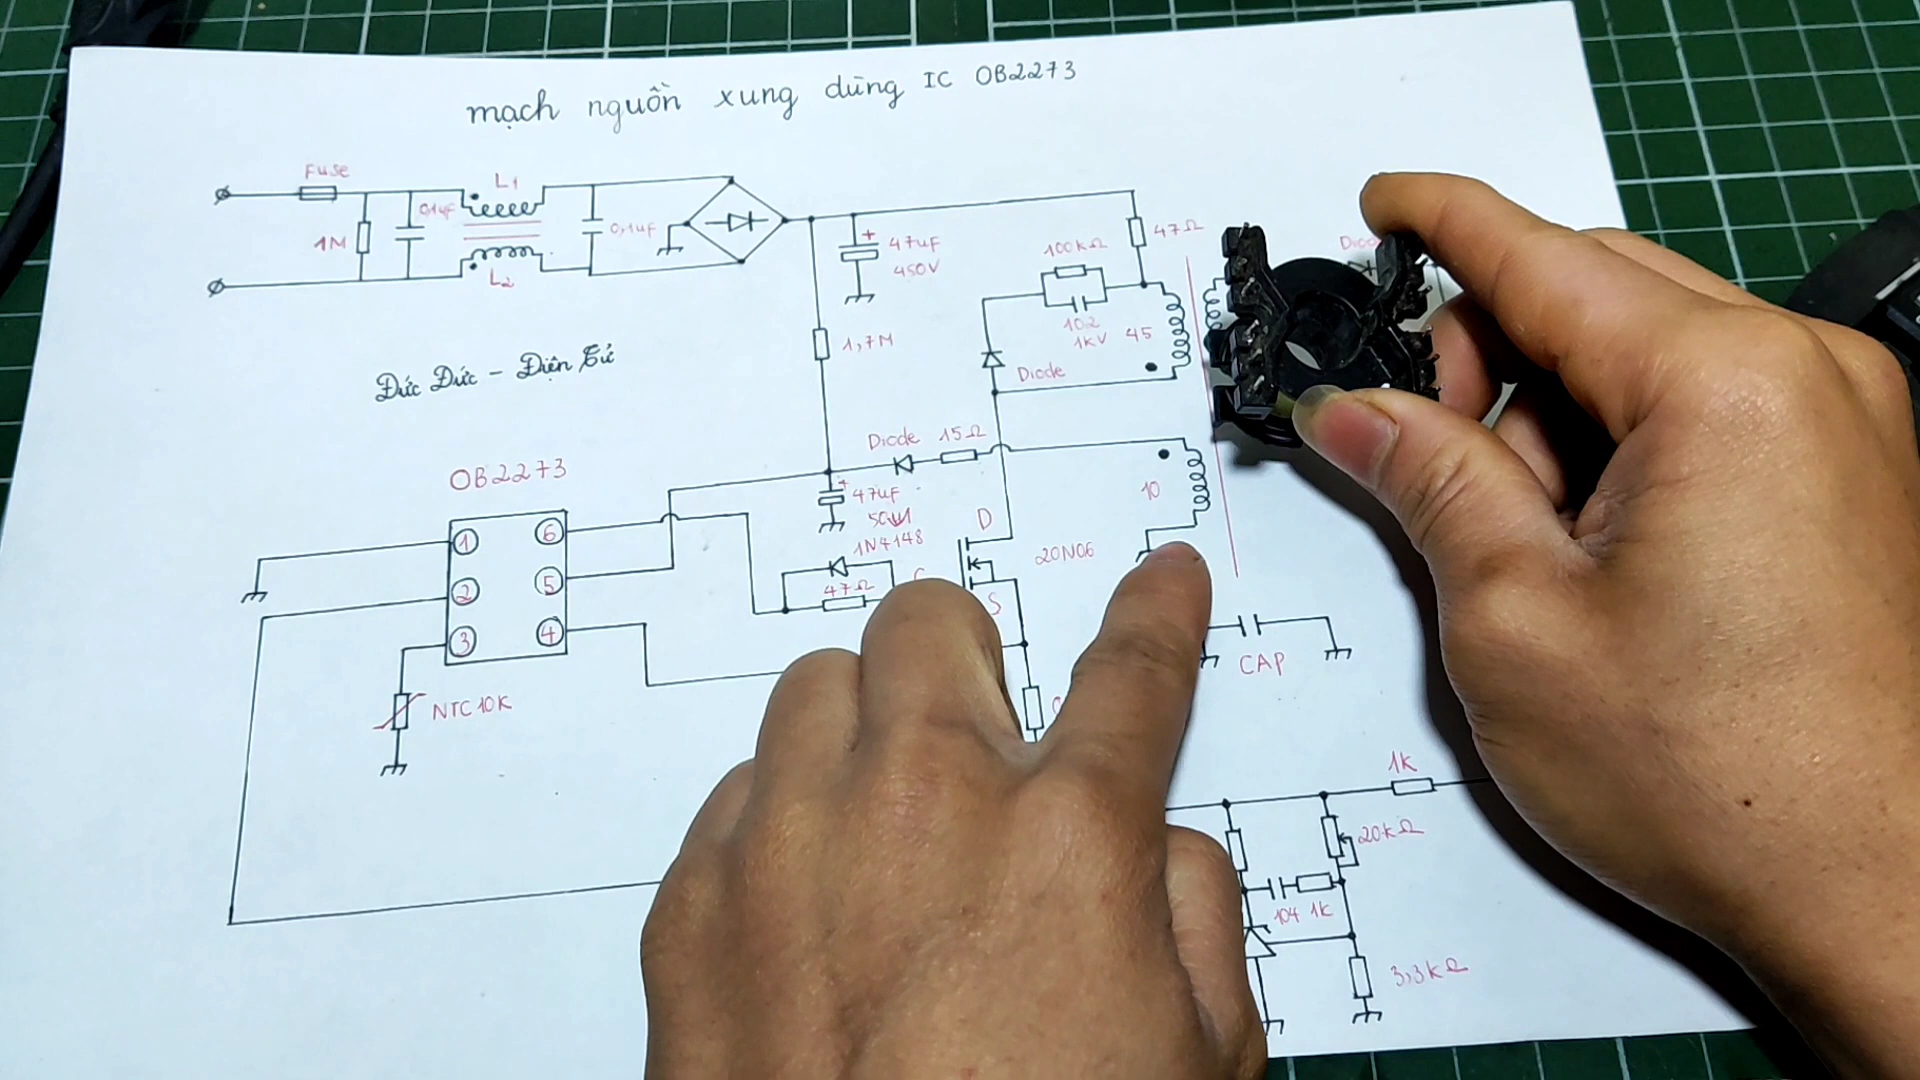 mạch nguồn xung dùng IC OB2273
Fuse
L1
0,1uF
1M
0,1uF
L2
47uF
450V
47Ω
100KΩ
102
1KV
45
Diode
1,7M
Đức Đức - Điện Tử
Diode 15Ω
OB2273
47uF
10
D
1N4148
20N06
47Ω
S
1
2
3
6
5
4
CAP
NTC 10K
1K
20KΩ
104 1K
3,3KΩ